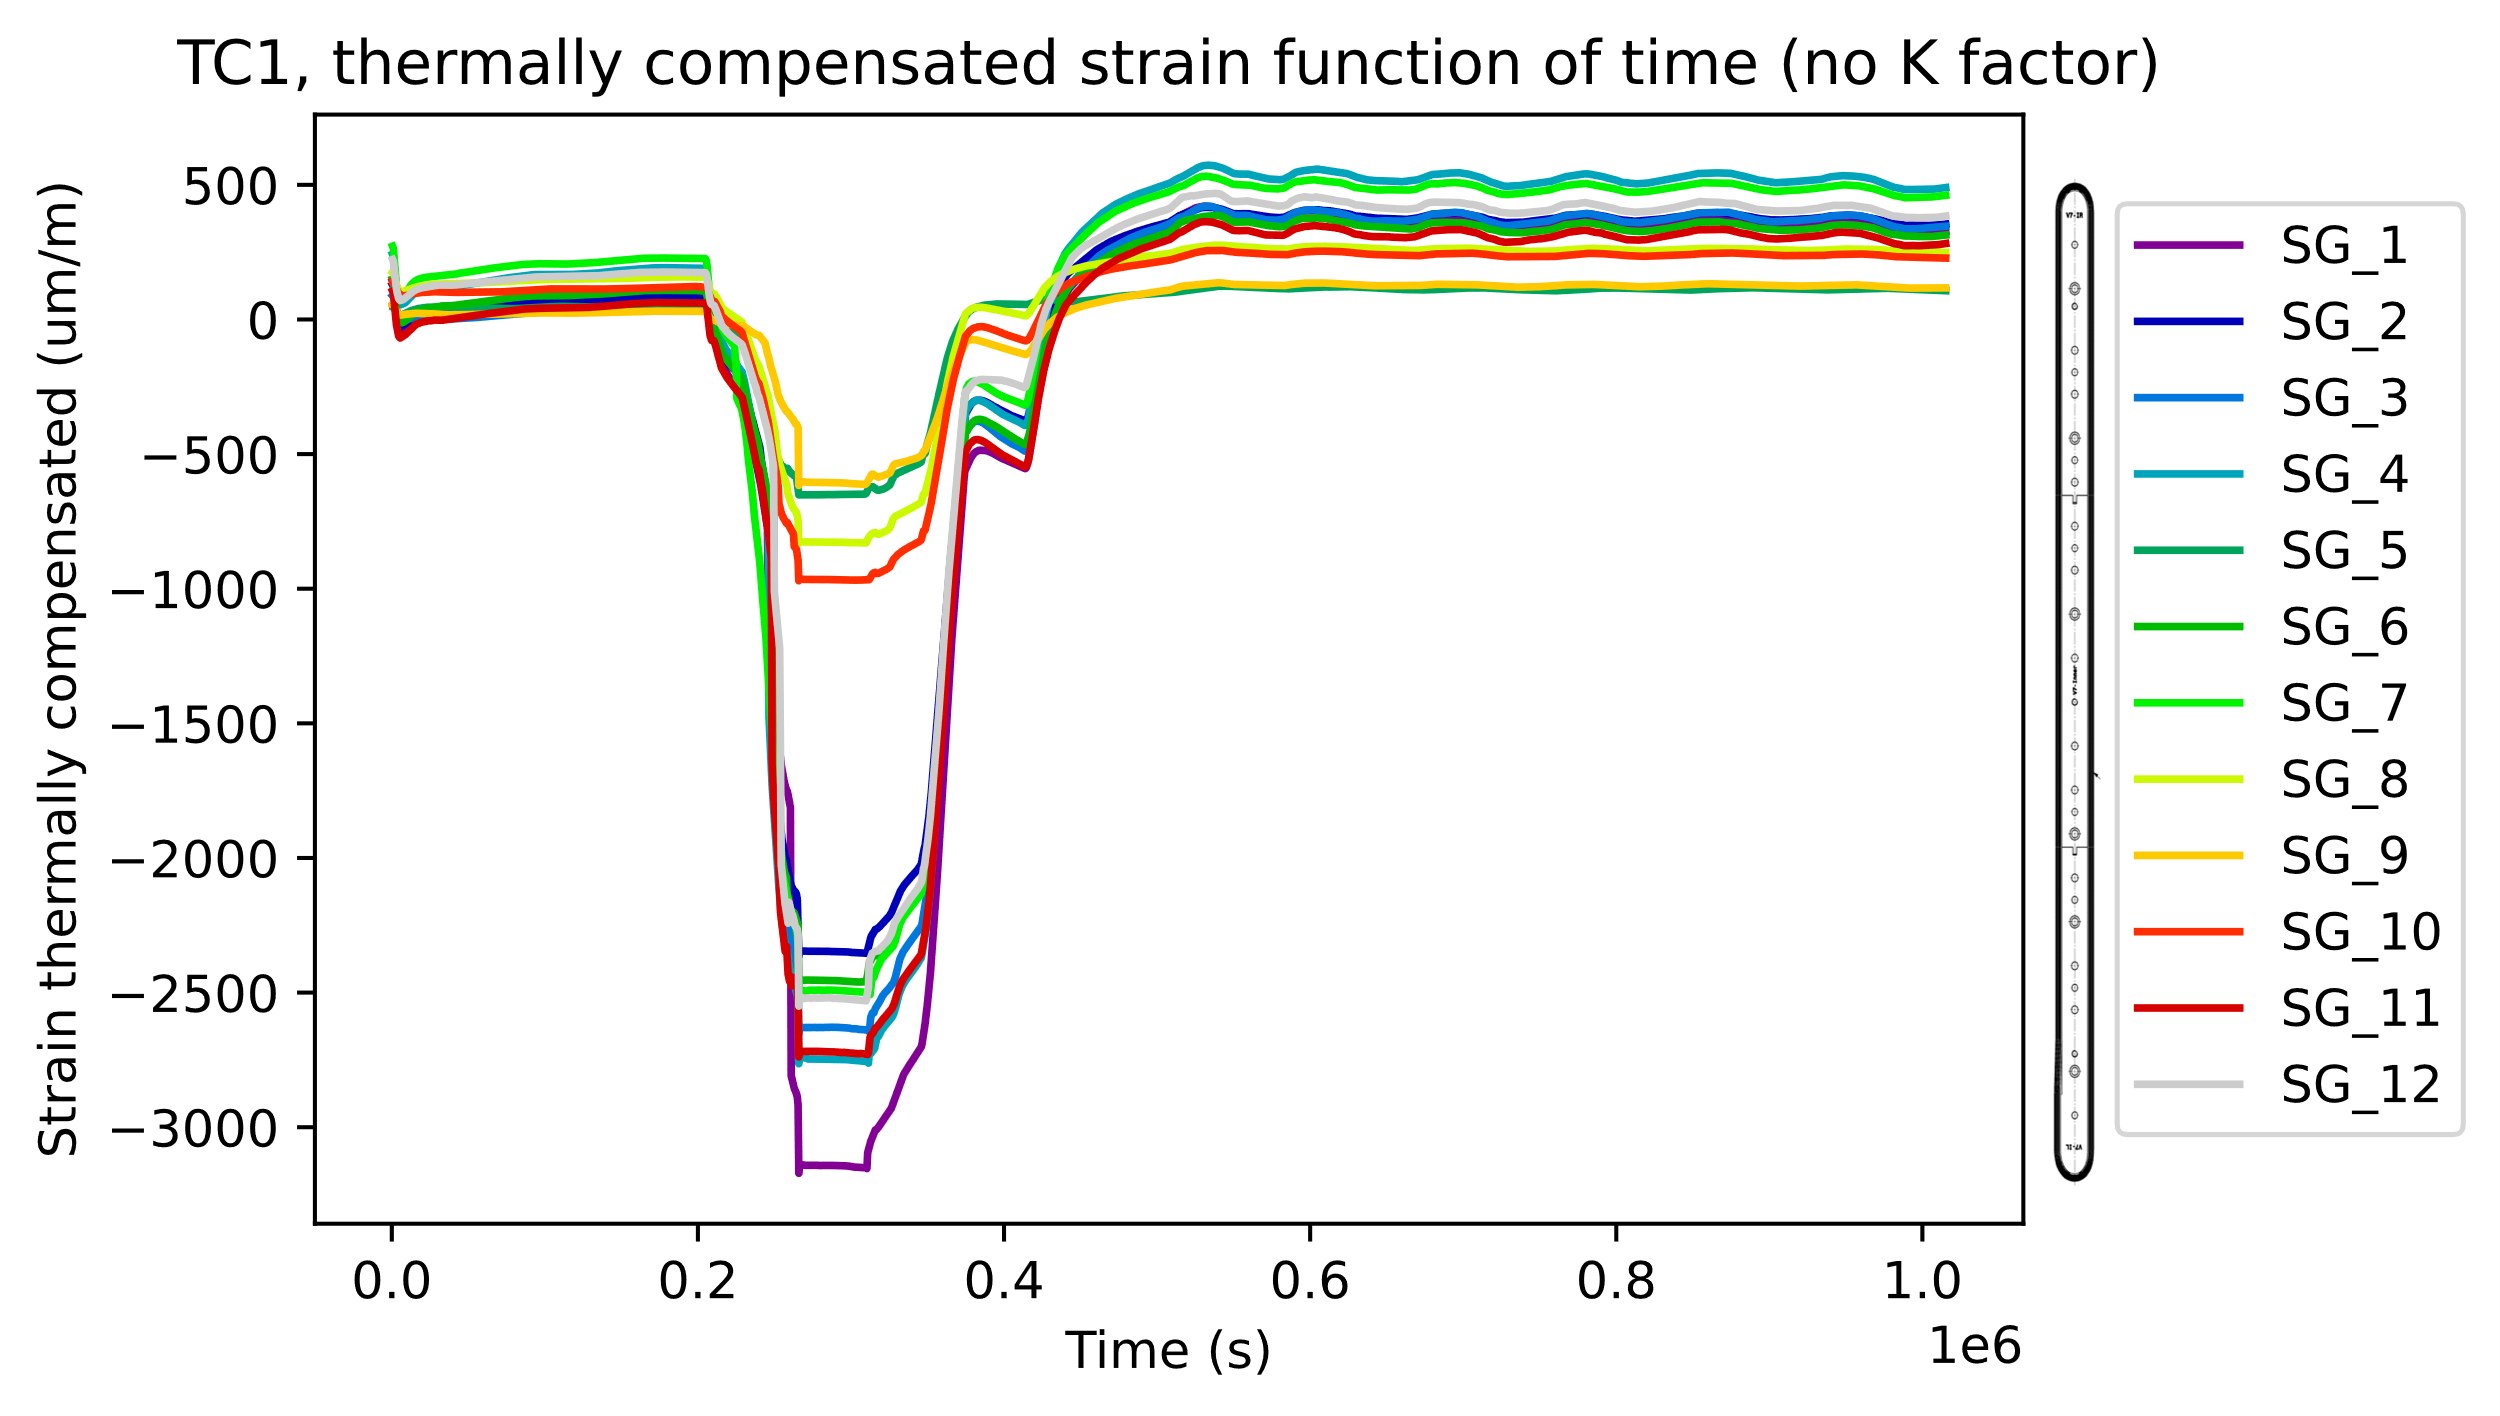 TC1, thermally compensated strain function of time (no K factor)
Strain thermally compensated (um/m)
500
0
−500
−1000
−1500
−2000
−2500
−3000
0.0
0.2
0.4
0.6
0.8
1.0
1e6
Time (s)
V7-IR
SG_1
SG_2
SG_3
SG_4
SG_5
SG_6
SG_7
SG_8
SG_9
SG_10
SG_11
SG_12